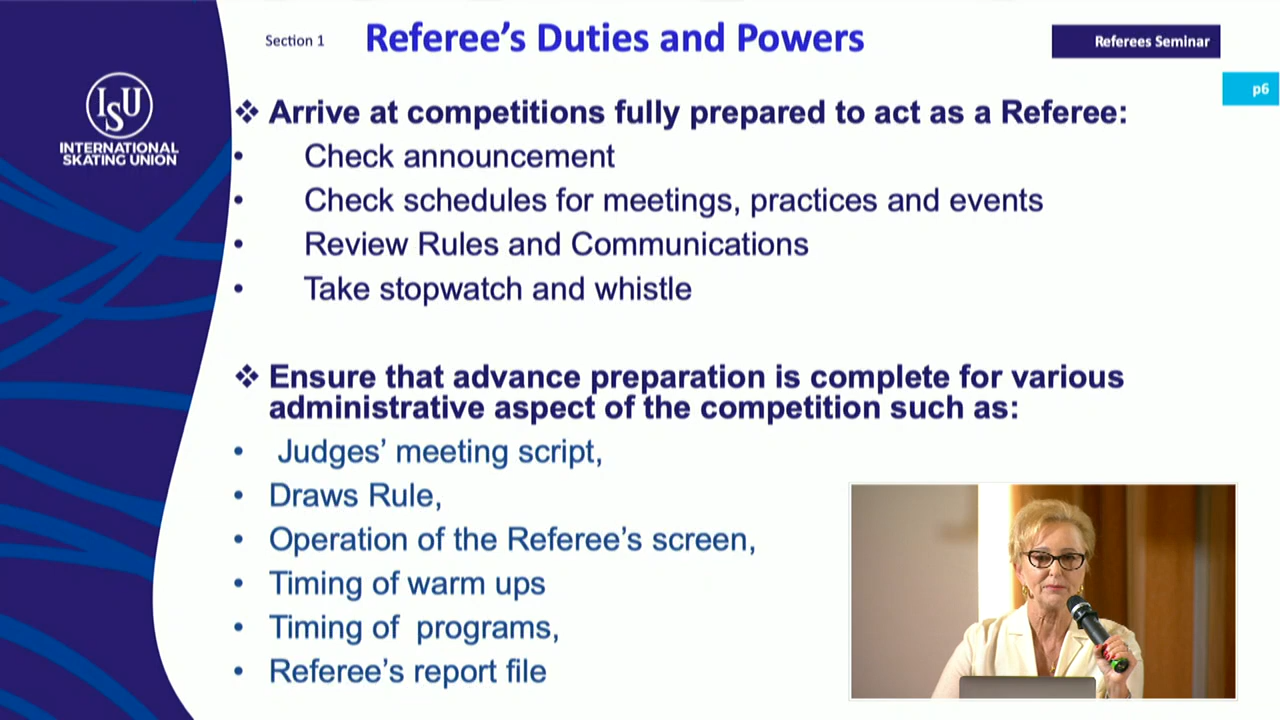 Section 1
Referee's Duties and Powers
Referees Seminar
p6
ISU
INTERNATIONAL
SKATING UNION
❖ Arrive at competitions fully prepared to act as a Referee:
• Check announcement
• Check schedules for meetings, practices and events
• Review Rules and Communications
• Take stopwatch and whistle
❖ Ensure that advance preparation is complete for various
administrative aspect of the competition such as:
• Judges' meeting script,
• Draws Rule,
• Operation of the Referee's screen,
• Timing of warm ups
• Timing of programs,
• Referee's report file